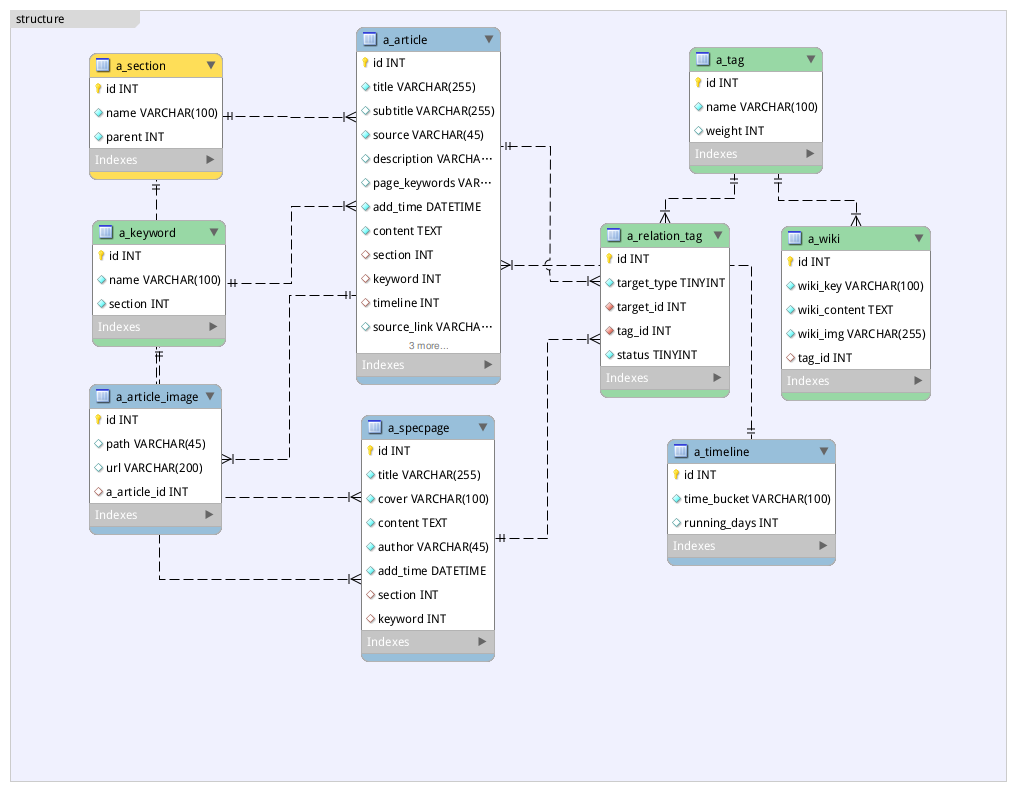 structure
a_section
id INT
name VARCHAR(100)
parent INT
Indexes
a_keyword
id INT
name VARCHAR(100)
section INT
Indexes
a_article_image
id INT
path VARCHAR(45)
url VARCHAR(200)
a_article_id INT
Indexes
a_article
id INT
title VARCHAR(255)
subtitle VARCHAR(255)
source VARCHAR(45)
description VARCHA...
page_keywords VAR...
add_time DATETIME
content TEXT
section INT
keyword INT
timeline INT
source_link VARCHA...
3 more...
Indexes
a_specpage
id INT
title VARCHAR(255)
cover VARCHAR(100)
content TEXT
author VARCHAR(45)
add_time DATETIME
section INT
keyword INT
Indexes
a_tag
id INT
name VARCHAR(100)
weight INT
Indexes
a_relation_tag
id INT
target_type TINYINT
target_id INT
tag_id INT
status TINYINT
Indexes
a_wiki
id INT
wiki_key VARCHAR(100)
wiki_content TEXT
wiki_img VARCHAR(255)
tag_id INT
Indexes
a_timeline
id INT
time_bucket VARCHAR(100)
running_days INT
Indexes